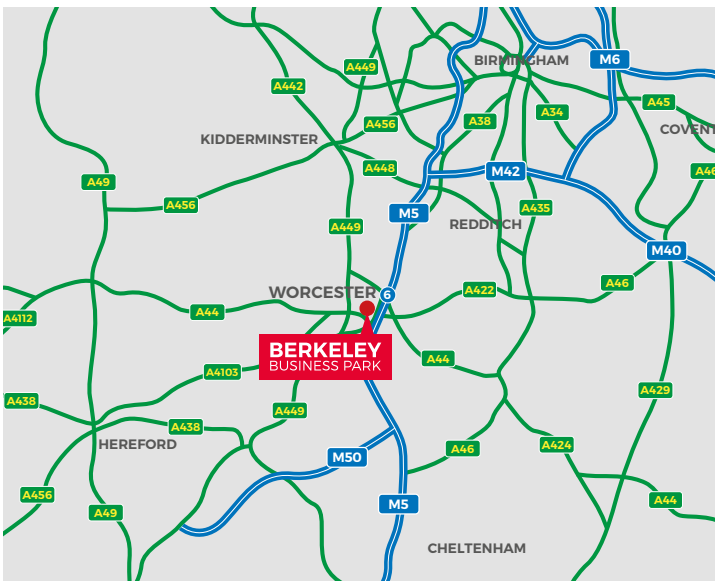 BIRMINGHAM
M6
A449
A442
A45
A34
A38
A456
COVENT
KIDDERMINSTER
A448
M42
A46
A49
A456
A435
M5
REDDITCH
A449
M40
A46
WORCESTER
6
A422
A44
A4112
BERKELEY
BUSINESS PARK
A44
A4103
A429
A438
A449
A438
HEREFORD
A424
A46
M50
A456
A44
M5
A49
CHELTENHAM